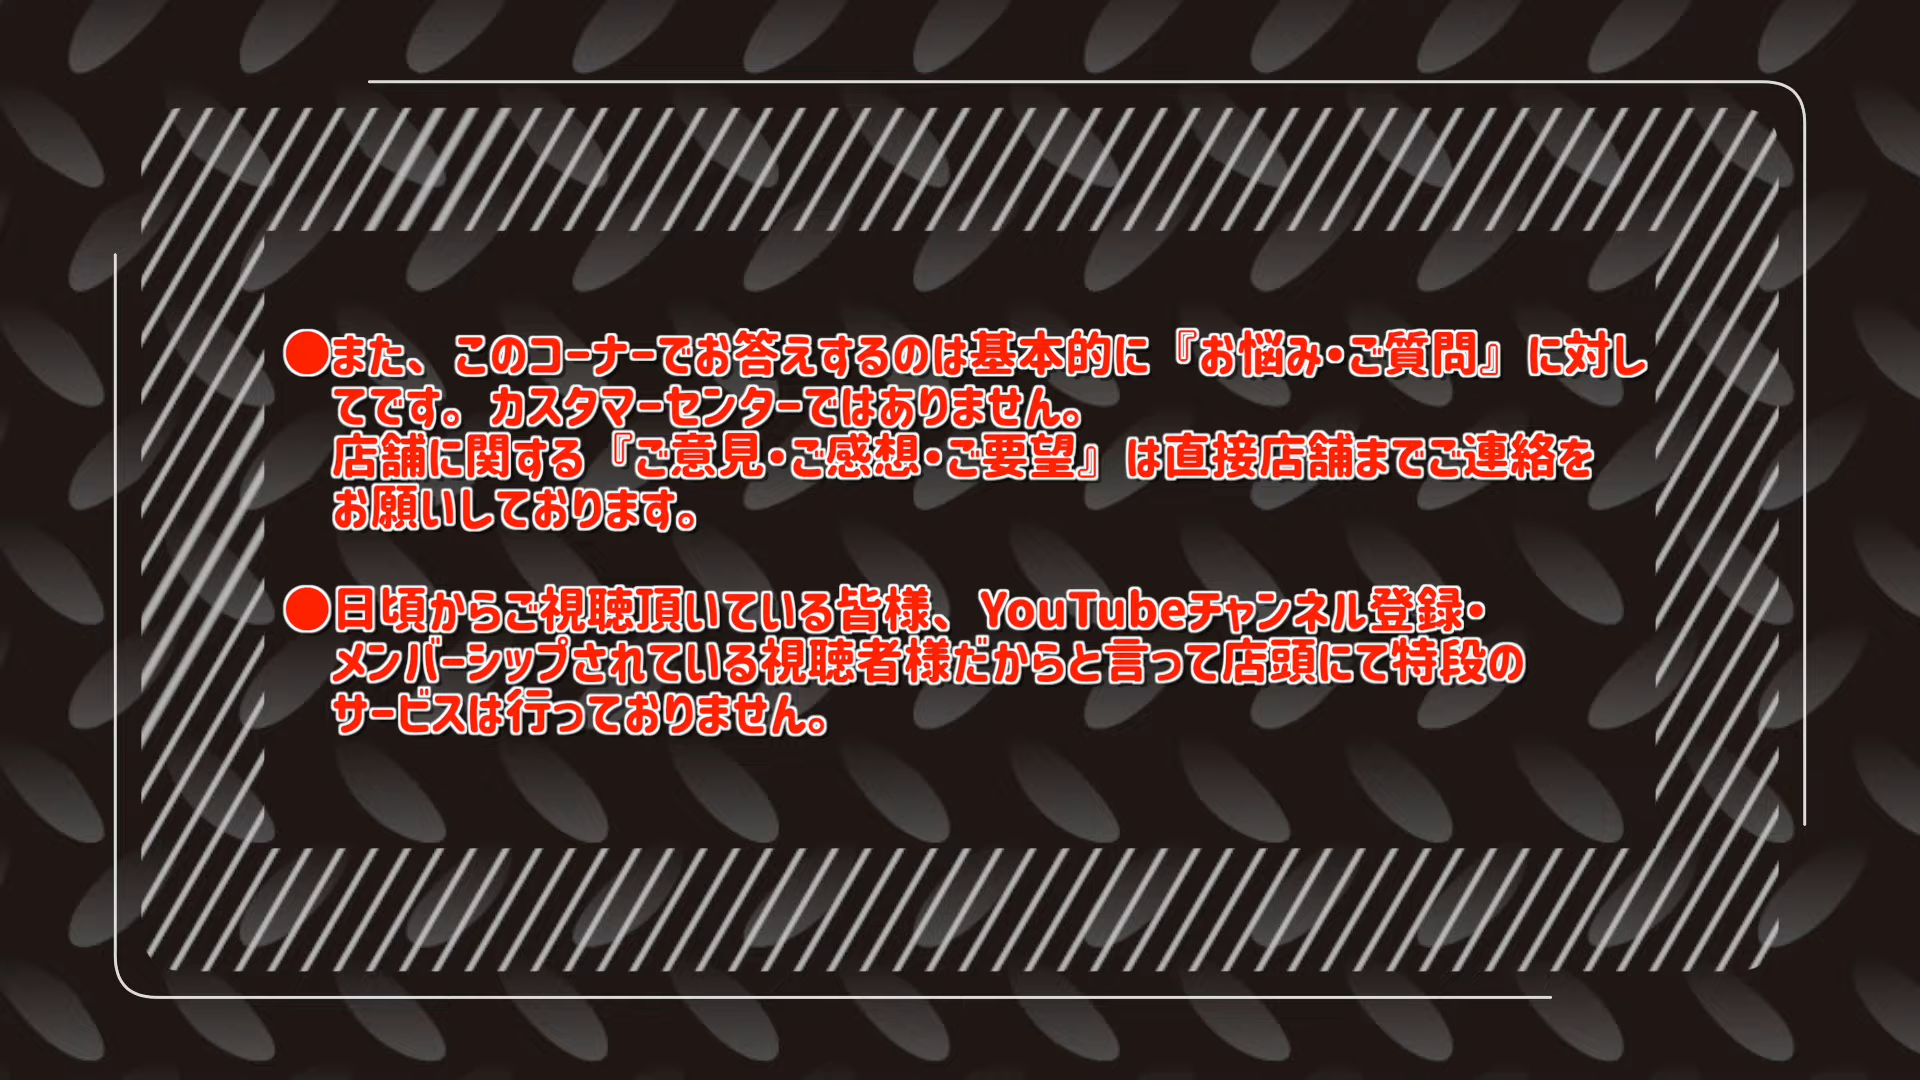 ●また、このコーナーでお答えするのは基本的に『お悩み・ご質問』に対し
てです。カスタマーセンターではありません。
店舗に関する『ご意見・ご感想・ご要望』は直接店舗までご連絡を
お願いしております。
●日頃からご視聴頂いている皆様、YouTubeチャンネル登録・
メンバーシップされている視聴者様だからと言って店頭にて特段の
サービスは行っておりません。